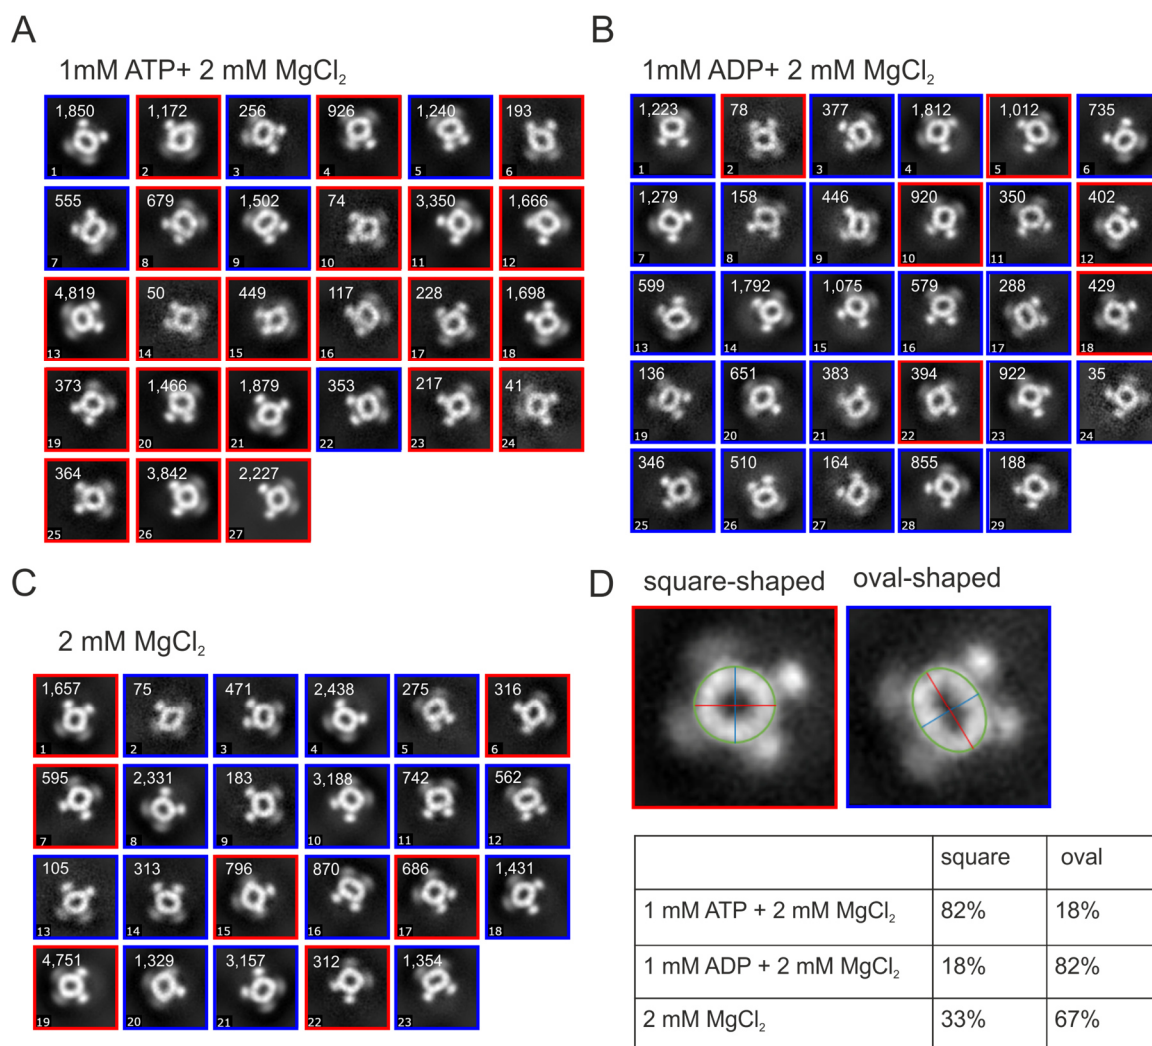 A
1mM ATP+ 2 mM MgCl₂
1,850 1,172 256 926 1,240 193
1 2 3 4 5 6
555 679 1,502 74 3,350 1,666
7 8 9 10 11 12
4,819 50 449 117 228 1,698
13 14 15 16 17 18
373 1,466 1,879 353 217 41
19 20 21 22 23 24
364 3,842 2,227
25 26 27
B
1mM ADP+ 2 mM MgCl₂
1,223 78 377 1,812 1,012 735
1 2 3 4 5 6
1,279 158 446 920 350 402
7 8 9 10 11 12
599 1,792 1,075 579 288 429
13 14 15 16 17 18
136 651 383 394 922 35
19 20 21 22 23 24
346 510 164 855 188
25 26 27 28 29
C
2 mM MgCl₂
1,657 75 471 2,438 275 316
1 2 3 4 5 6
595 2,331 183 3,188 742 562
7 8 9 10 11 12
105 313 796 870 686 1,431
13 14 15 16 17 18
4,751 1,329 3,157 312 1,354
19 20 21 22 23
D
square-shaped oval-shaped
square oval
1 mM ATP + 2 mM MgCl₂ 82% 18%
1 mM ADP + 2 mM MgCl₂ 18% 82%
2 mM MgCl₂ 33% 67%